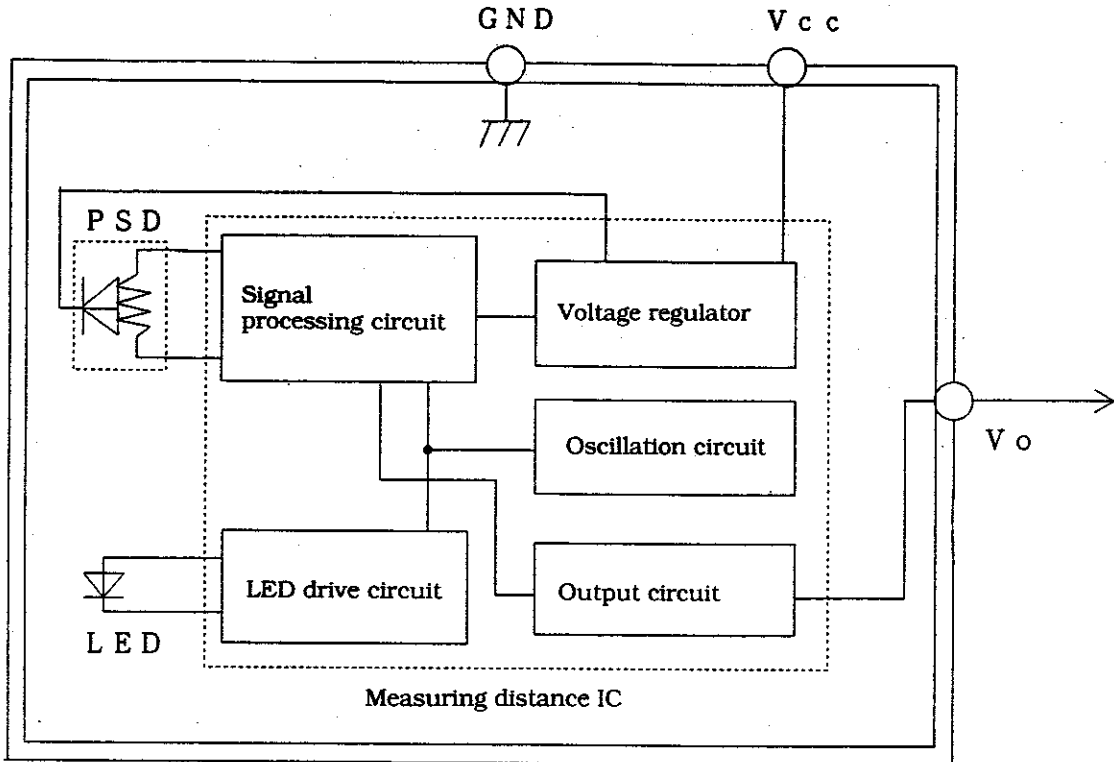 GND
Vcc
PSD
Signal
processing circuit
Voltage regulator
Oscillation circuit
Vo
LED drive circuit
Output circuit
LED
Measuring distance IC